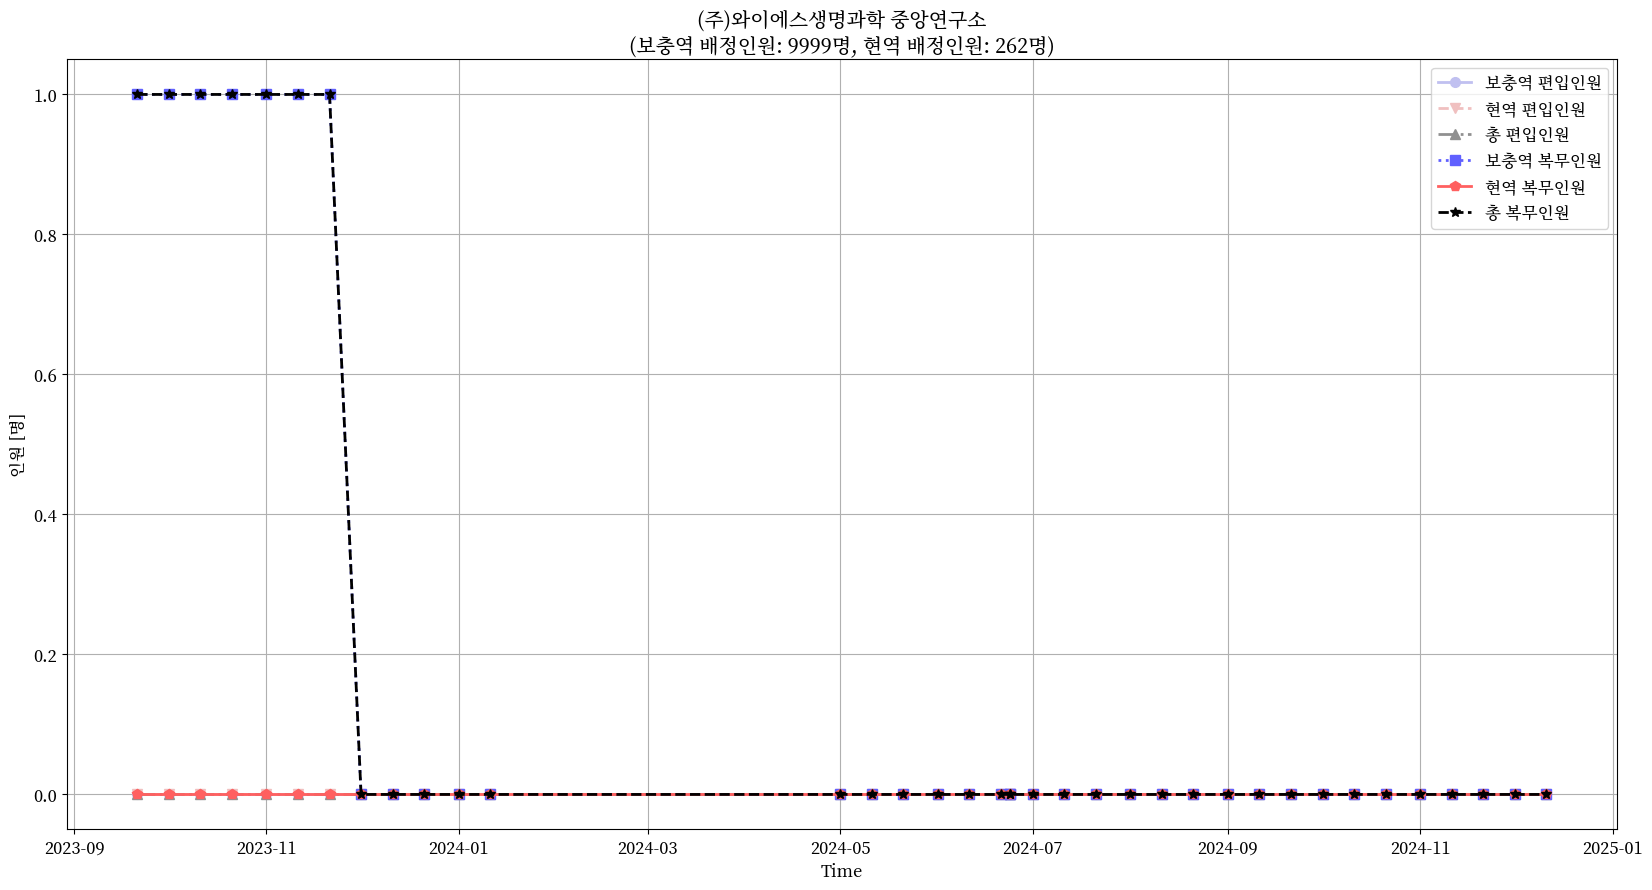 (주)와이에스생명과학 중앙연구소
(보충역 배정인원: 9999명, 현역 배정인원: 262명)
보충역 편입인원
현역 편입인원
총 편입인원
보충역 복무인원
현역 복무인원
총 복무인원
1.0
0.8
0.6
0.4
0.2
0.0
인원 [명]
2023-09
2023-11
2024-01
2024-03
2024-05
2024-07
2024-09
2024-11
2025-01
Time